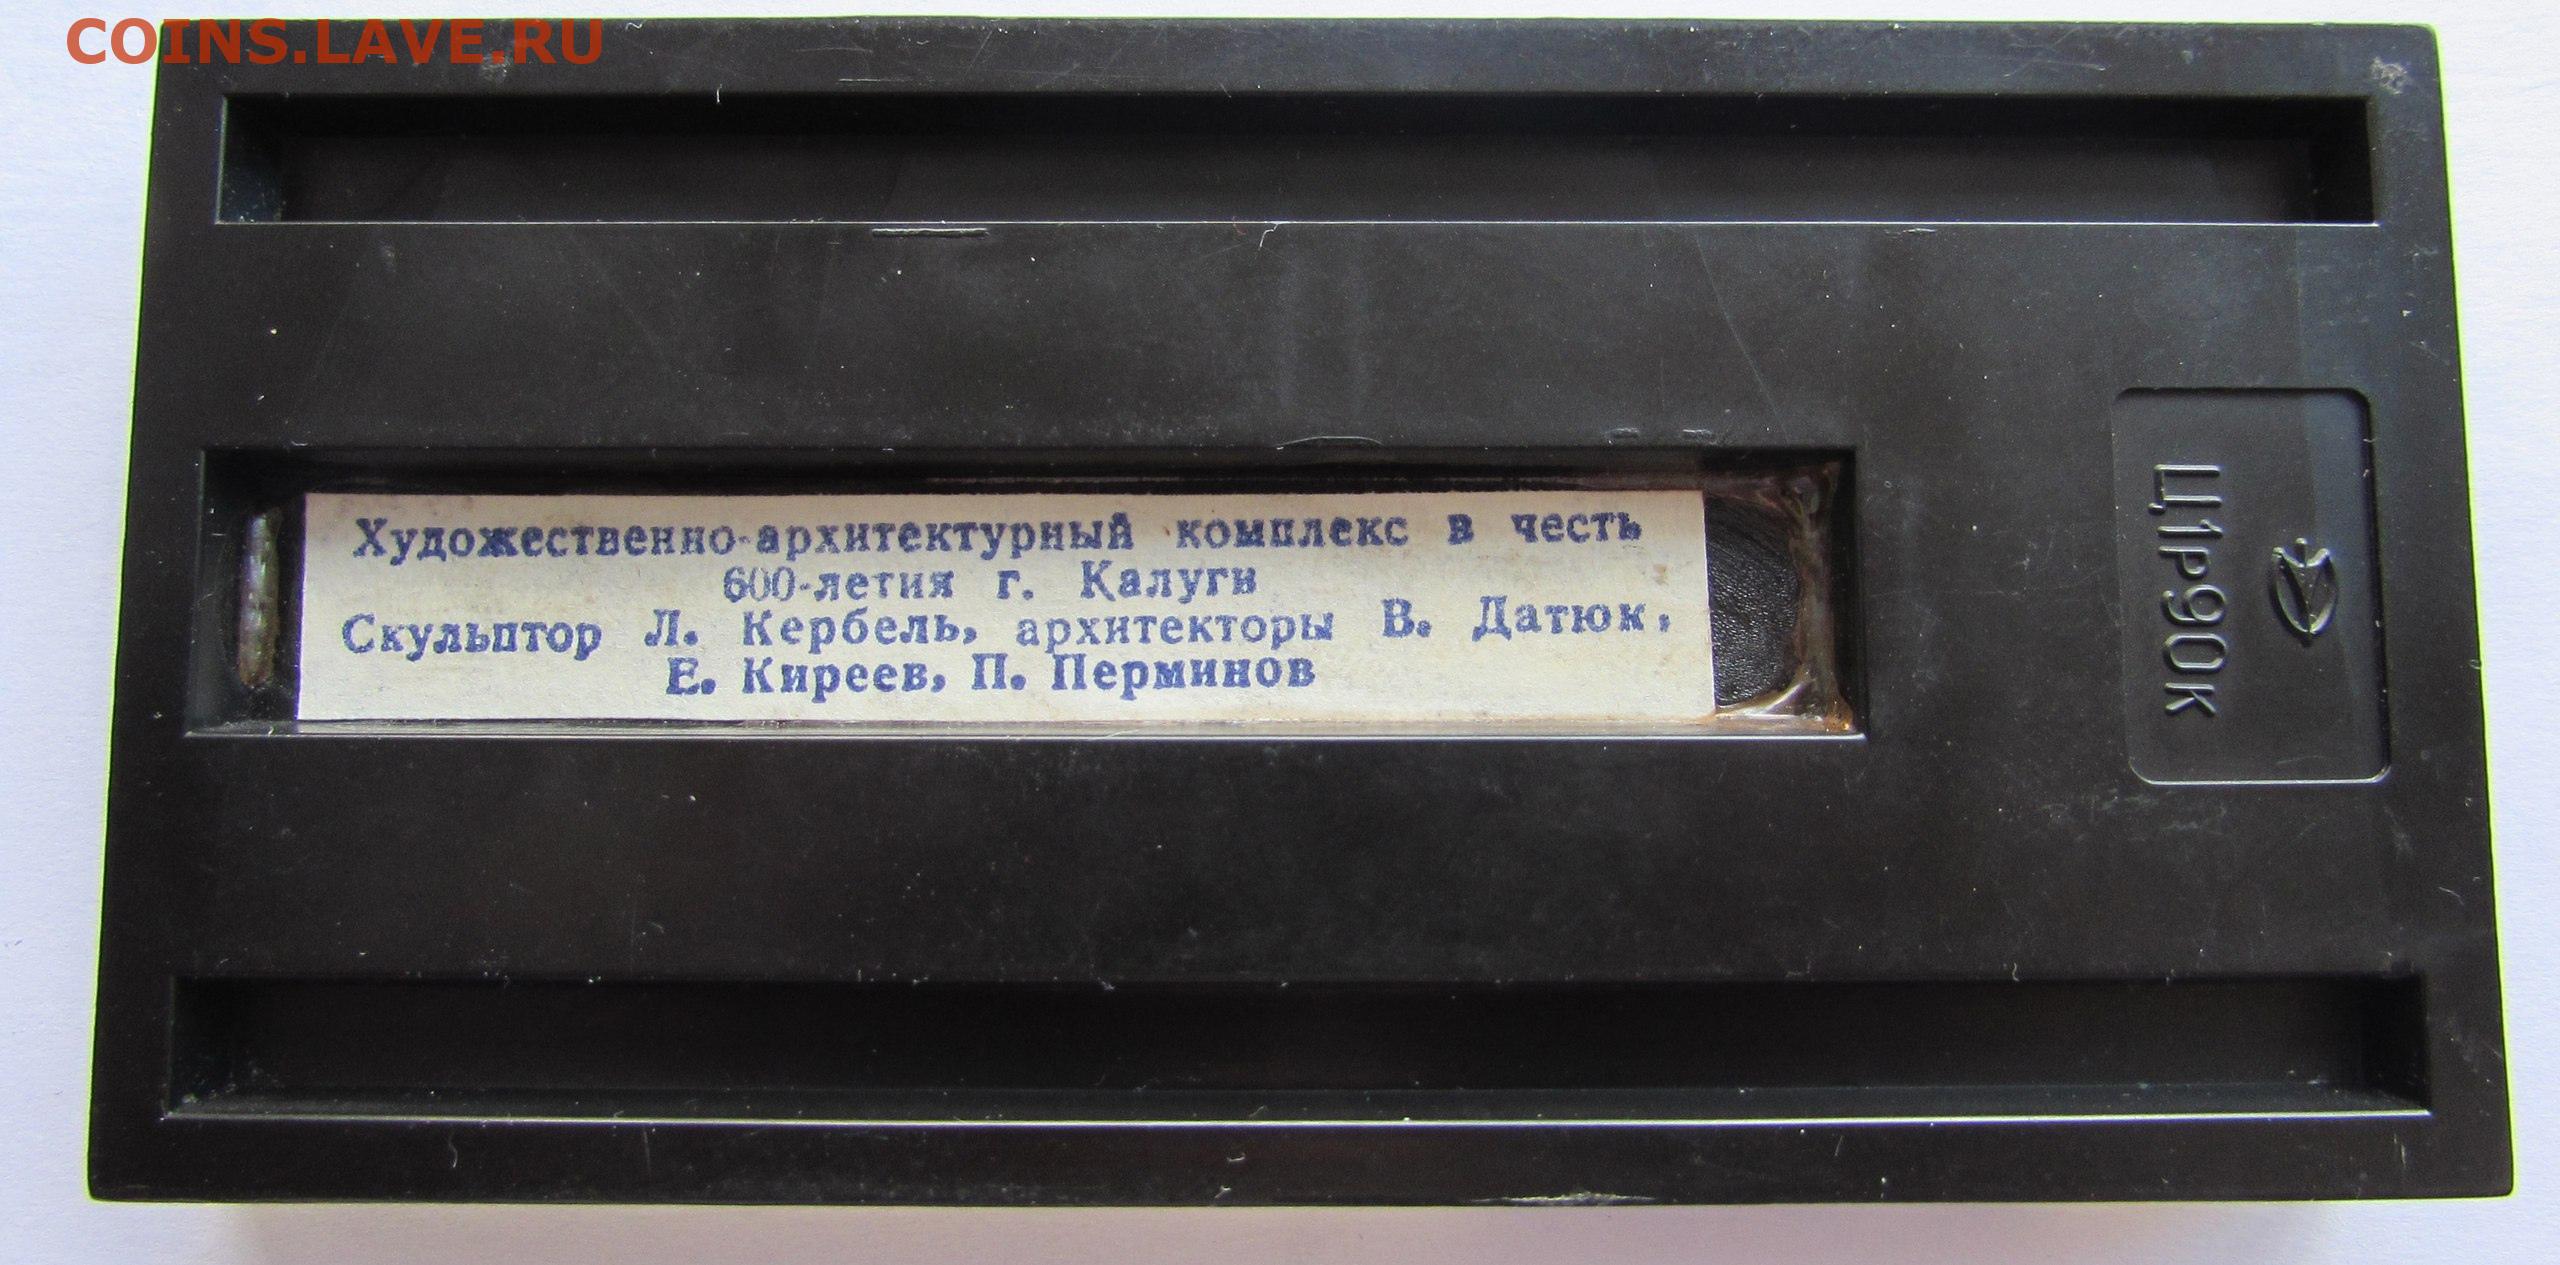 COINS.LAVE.RU
Художественно-архитектурный комплекс в честь
600-летия г. Калуги
Скульптор Л. Кербель, архитекторы В. Датюк,
Е. Киреев, П. Перминов
Ц1р90к